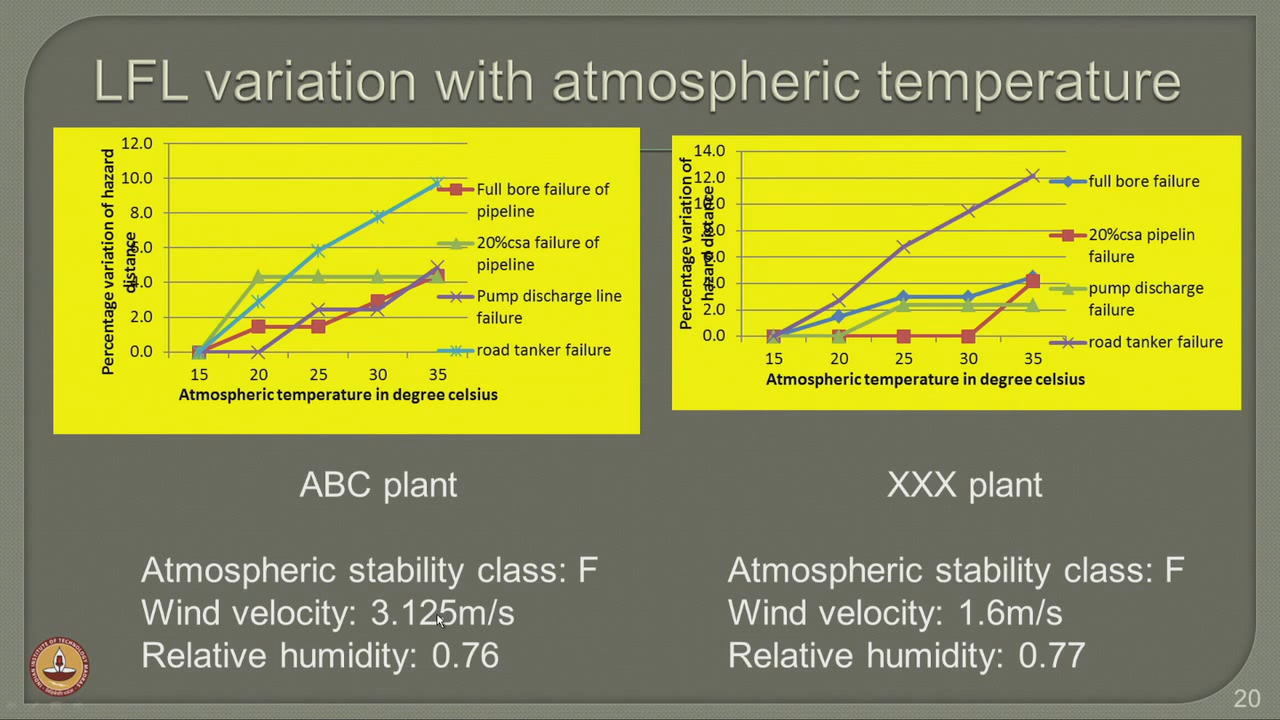 LFL variation with atmospheric temperature
Percentage variation of hazard
distance
12.0
10.0
8.0
6.0
4.0
2.0
0.0
15 20 25 30 35
Atmospheric temperature in degree celsius
Full bore failure of
pipeline
20%csa failure of
pipeline
Pump discharge line
failure
road tanker failure
Percentage variation of
hazard distance
14.0
12.0
10.0
8.0
6.0
4.0
2.0
0.0
15 20 25 30 35
Atmospheric temperature in degree celsius
full bore failure
20%csa pipelin
failure
pump discharge
failure
road tanker failure
ABC plant
Atmospheric stability class: F
Wind velocity: 3.125m/s
Relative humidity: 0.76
XXX plant
Atmospheric stability class: F
Wind velocity: 1.6m/s
Relative humidity: 0.77
20